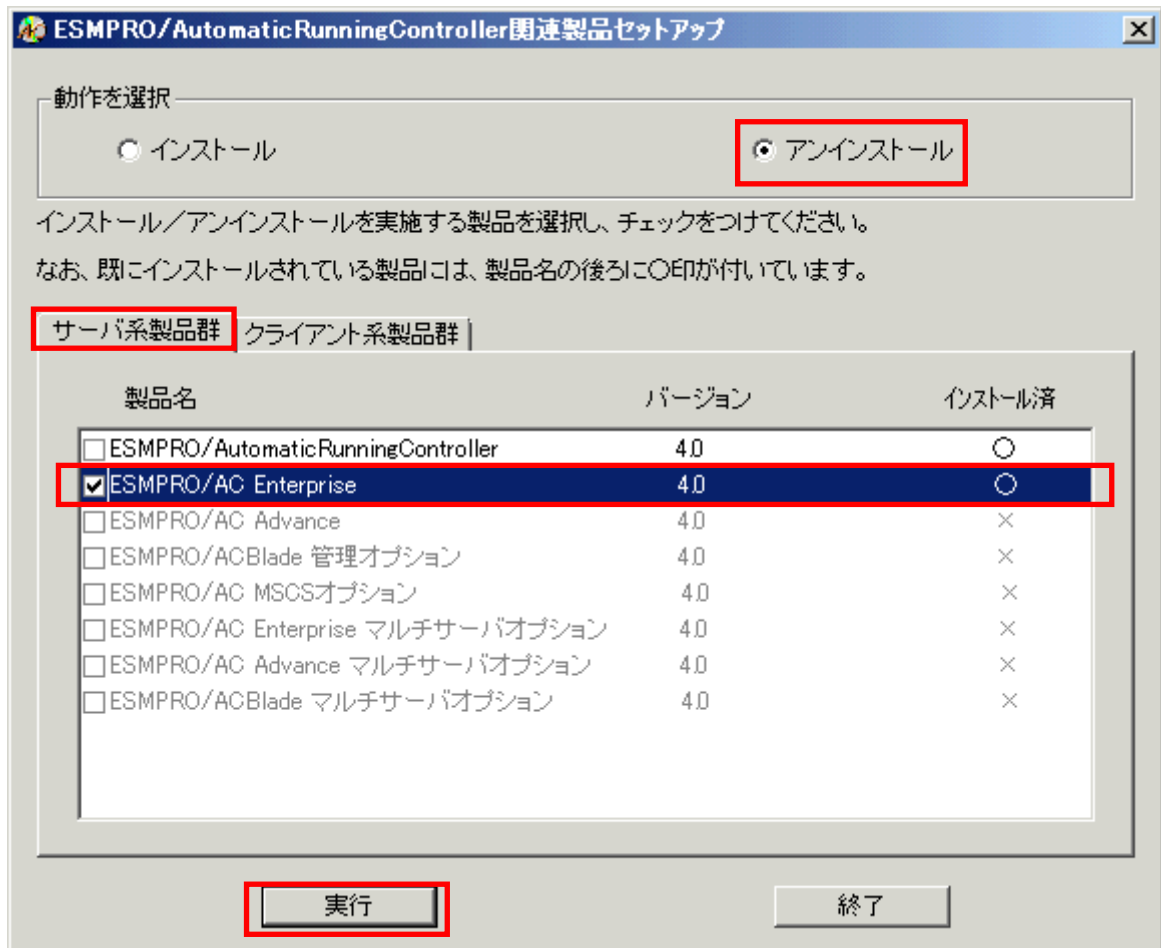 ESMPRO/AutomaticRunningController関連製品セットアップ
動作を選択
インストール アンインストール
インストール／アンインストールを実施する製品を選択し、チェックをつけてください。
なお、既にインストールされている製品には、製品名の後ろに○印が付いています。
サーバ系製品群 クライアント系製品群
製品名 バージョン インストール済
ESMPRO/AutomaticRunningController 4.0 ○
ESMPRO/AC Enterprise 4.0 ○
ESMPRO/AC Advance 4.0 ×
ESMPRO/ACBlade 管理オプション 4.0 ×
ESMPRO/AC MSCSオプション 4.0 ×
ESMPRO/AC Enterprise マルチサーバオプション 4.0 ×
ESMPRO/AC Advance マルチサーバオプション 4.0 ×
ESMPRO/ACBlade マルチサーバオプション 4.0 ×
実行 終了